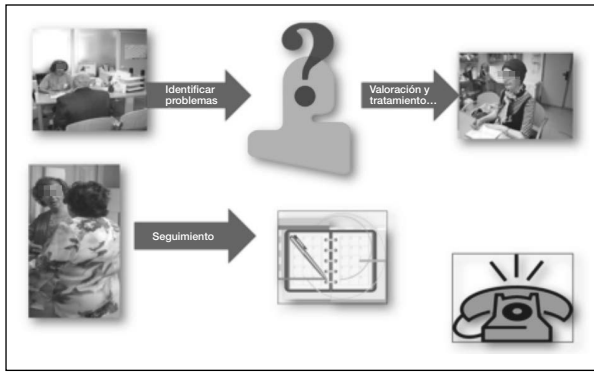 Identificar
problemas
Valoración y
tratamiento…
Seguimiento